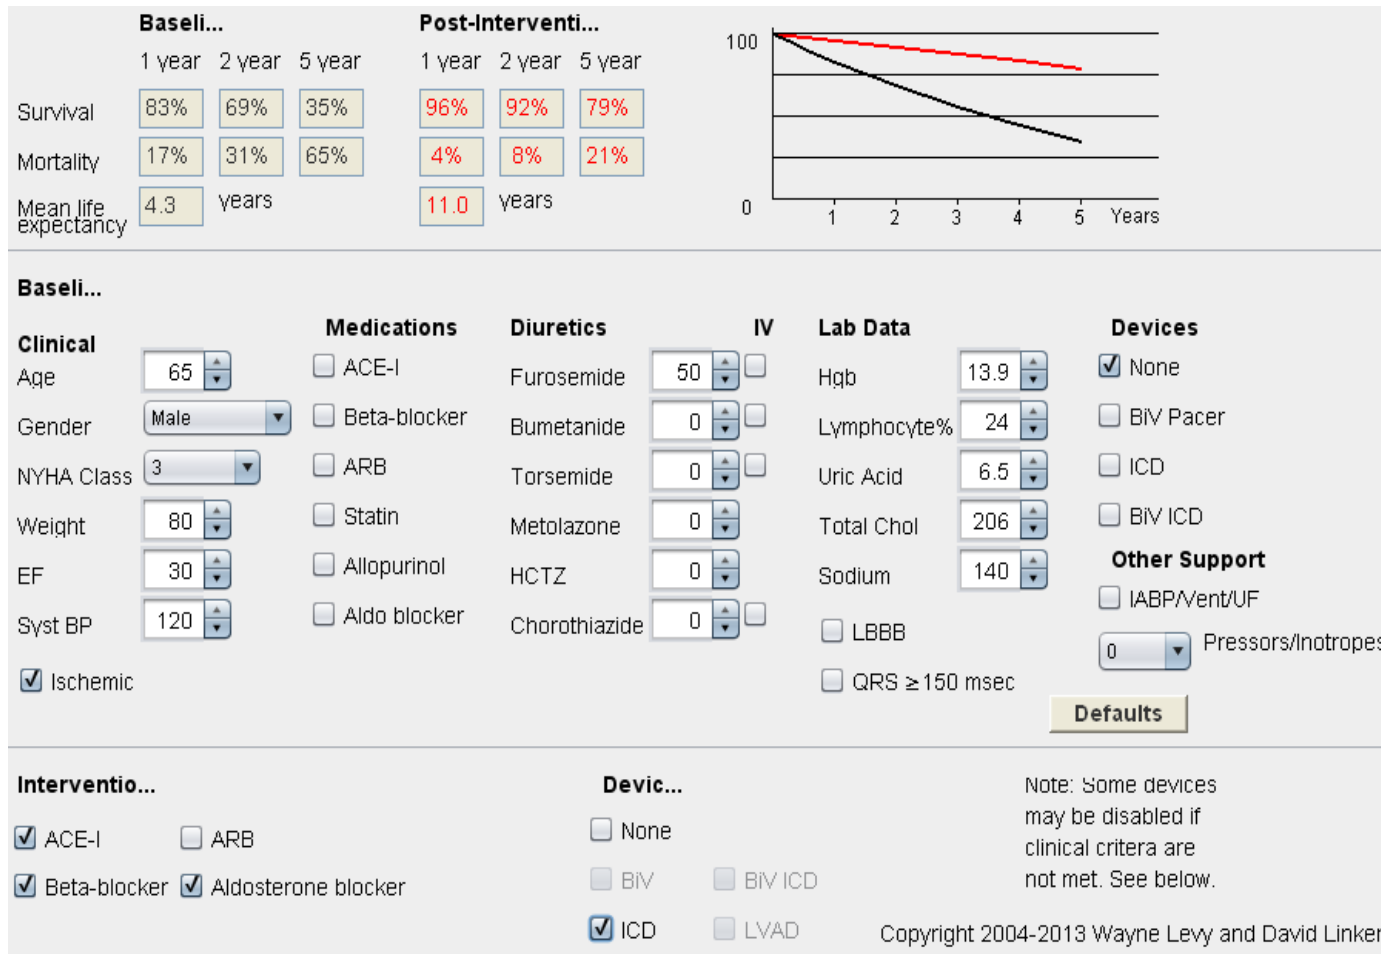 Baseli... Post-Interventi...
1 year 2 year 5 year 1 year 2 year 5 year
Survival 83% 69% 35% 96% 92% 79%
Mortality 17% 31% 65% 4% 8% 21%
Mean life expectancy 4.3 years 11.0 years
100
0
1 2 3 4 5 Years
Baseli...
Clinical Medications Diuretics IV Lab Data Devices
Age 65 ACE-I Furosemide 50 Hgb 13.9 None
Gender Male Beta-blocker Bumetanide 0 Lymphocyte% 24 BiV Pacer
NYHA Class 3 ARB Torsemide 0 Uric Acid 6.5 ICD
Weight 80 Statin Metolazone 0 Total Chol 206 BiV ICD
EF 30 Allopurinol HCTZ 0 Sodium 140 Other Support
Syst BP 120 Aldo blocker Chorothiazide 0 LBBB IABP/Vent/UF
Ischemic QRS ≥150 msec 0 Pressors/Inotropes
Defaults
Interventio... Devic...
ACE-I ARB None
Beta-blocker Aldosterone blocker BiV BiV ICD
ICD LVAD
Note: Some devices
may be disabled if
clinical critera are
not met. See below.
Copyright 2004-2013 Wayne Levy and David Linker